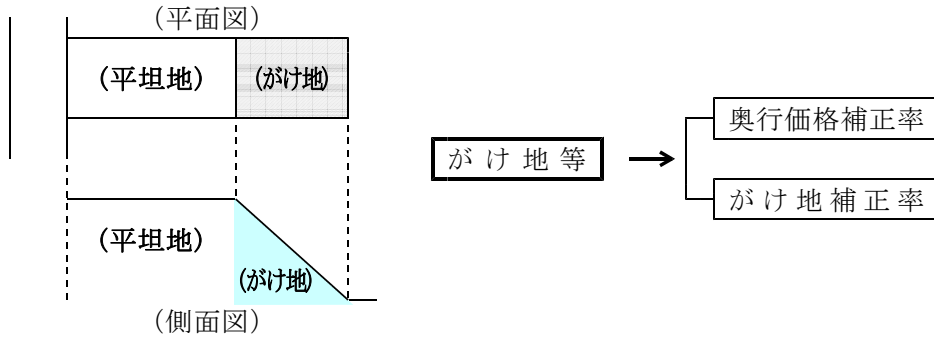 （平面図）
（平坦地）
（がけ地）
（平坦地）
（がけ地）
（側面図）
がけ地等
奥行価格補正率
がけ地補正率